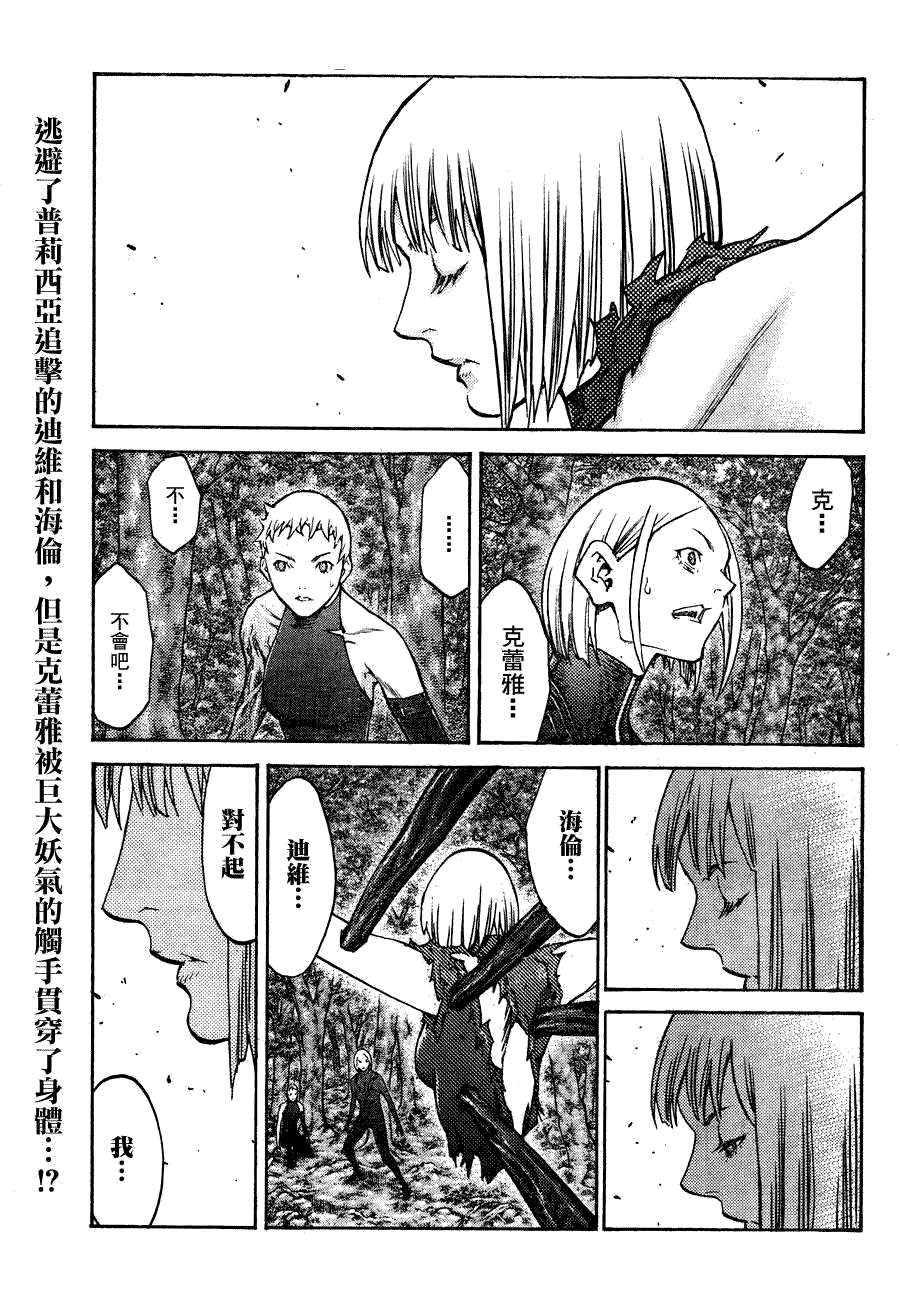 逃避了普莉西亞追擊的迪維和海倫，但是克蕾雅被巨大妖氣的觸手貫穿了身體…!?
克…
克蕾雅…
……
不…
不會吧…
海倫…
迪維…
對不起
我…